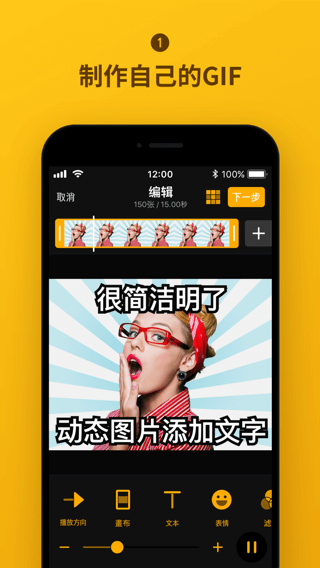 1
制作自己的GIF
12:00
100%
取消
编辑
150张 / 15.00秒
下一步
很简洁明了
动态图片添加文字
播放方向
畫布
文本
表情
滤